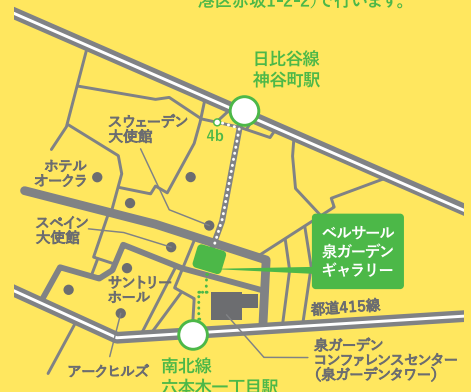 港区赤坂1-2-2)で行います。
日比谷線
神谷町駅
4b
スウェーデン
大使館
ホテル
オークラ
スペイン
大使館
ベルサール
泉ガーデン
ギャラリー
サントリー
ホール
都道415線
アークヒルズ
南北線
六本木一丁目駅
泉ガーデン
コンファレンスセンター
(泉ガーデンタワー)